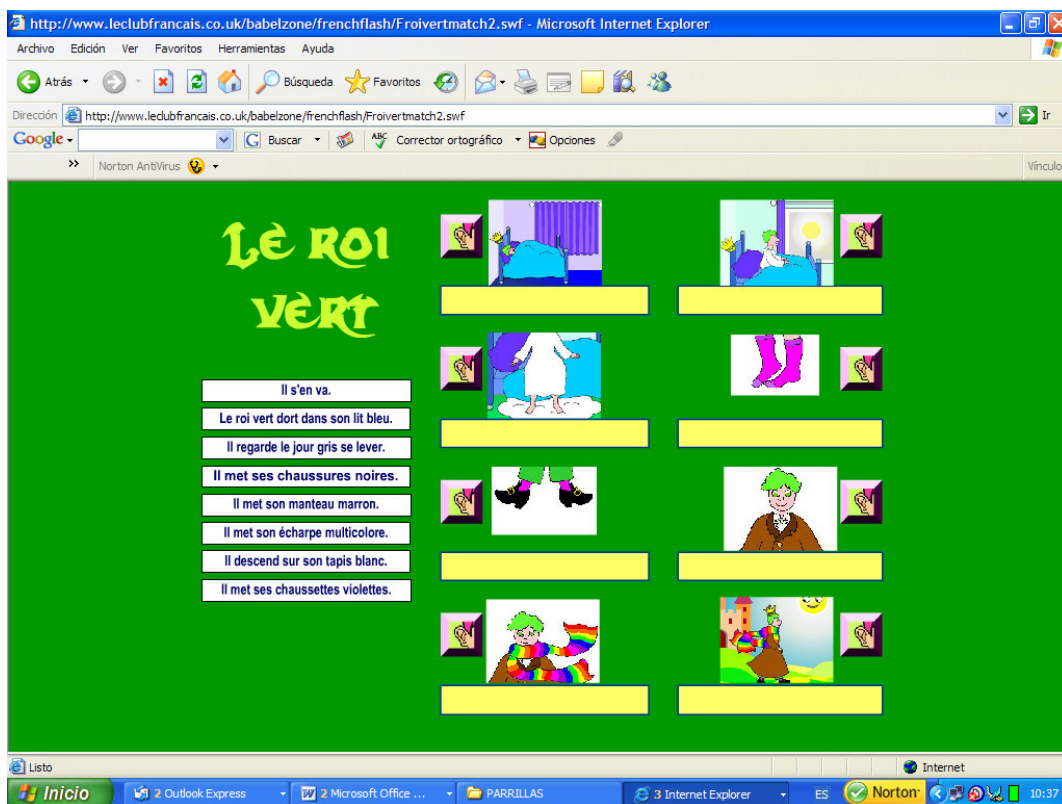 http://www.leclubfrancais.co.uk/babelzone/frenchflash/Froivertmatch2.swf - Microsoft Internet Explorer
Archivo Edición Ver Favoritos Herramientas Ayuda
Atrás Búsqueda Favoritos
Dirección http://www.leclubfrancais.co.uk/babelzone/frenchflash/Froivertmatch2.swf Ir
Google Buscar ABC Corrector ortográfico Opciones
» Norton AntiVirus Vínculo
Le roi
vert
Il s'en va.
Le roi vert dort dans son lit bleu.
Il regarde le jour gris se lever.
Il met ses chaussures noires.
Il met son manteau marron.
Il met son écharpe multicolore.
Il descend sur son tapis blanc.
Il met ses chaussettes violettes.
Listo Internet
Inicio 2 Outlook Express 2 Microsoft Office ... PARRILLAS 3 Internet Explorer ES Norton 10:37